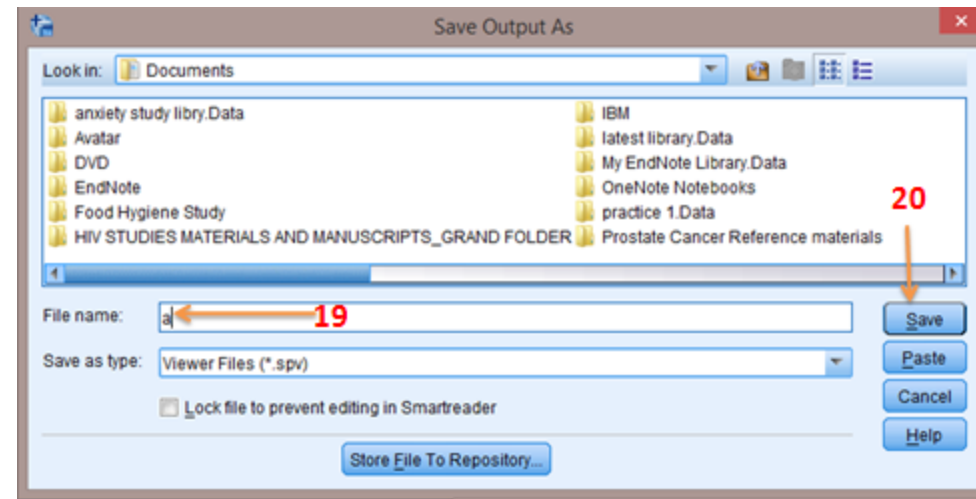 Save Output As
Look in: Documents
anxiety study libry.Data
Avatar
DVD
EndNote
Food Hygiene Study
HIV STUDIES MATERIALS AND MANUSCRIPTS_GRAND FOLDER
IBM
latest library.Data
My EndNote Library.Data
OneNote Notebooks
practice 1.Data
Prostate Cancer Reference materials
20
File name: a
19
Save
Save as type: Viewer Files (*.spv)
Paste
Lock file to prevent editing in Smartreader
Cancel
Help
Store File To Repository...